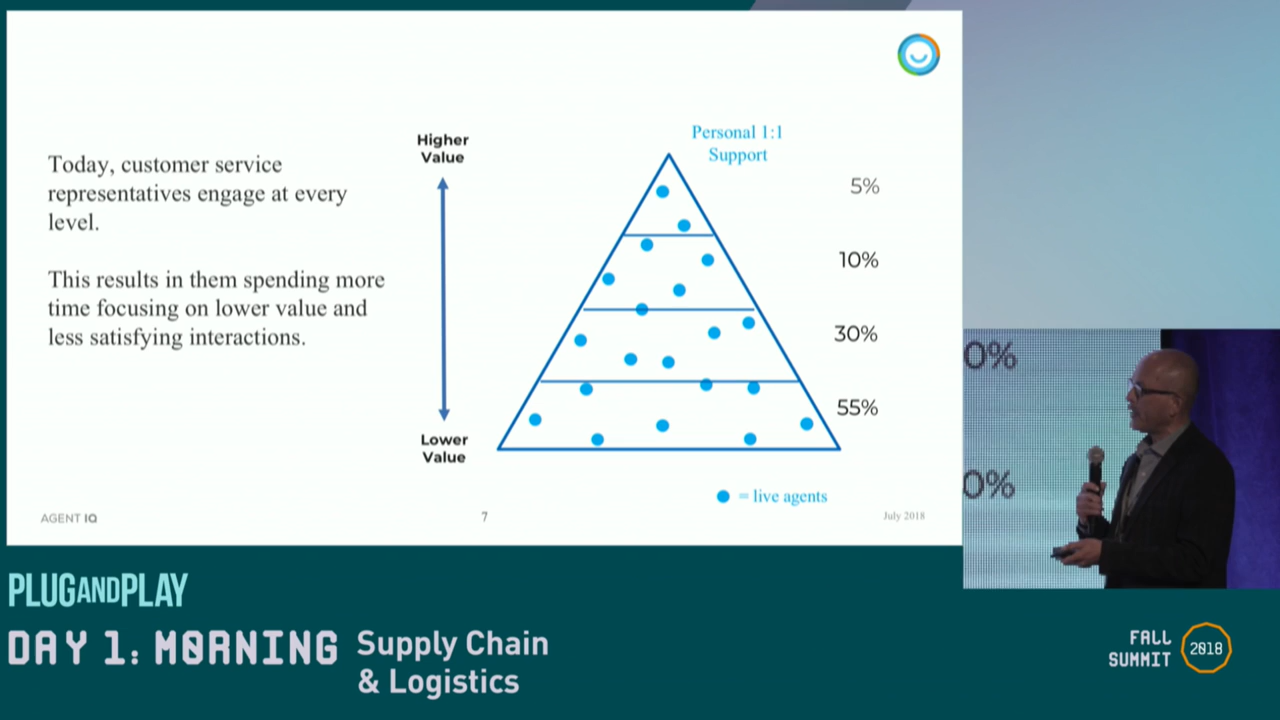 Today, customer service
representatives engage at every
level.
This results in them spending more
time focusing on lower value and
less satisfying interactions.
Higher
Value
Lower
Value
Personal 1:1
Support
5%
10%
30%
55%
= live agents
AGENT IQ
7
July 2018
0%
0%
PLUGANDPLAY
DAY 1: MORNING
Supply Chain
& Logistics
FALL
SUMMIT
2018